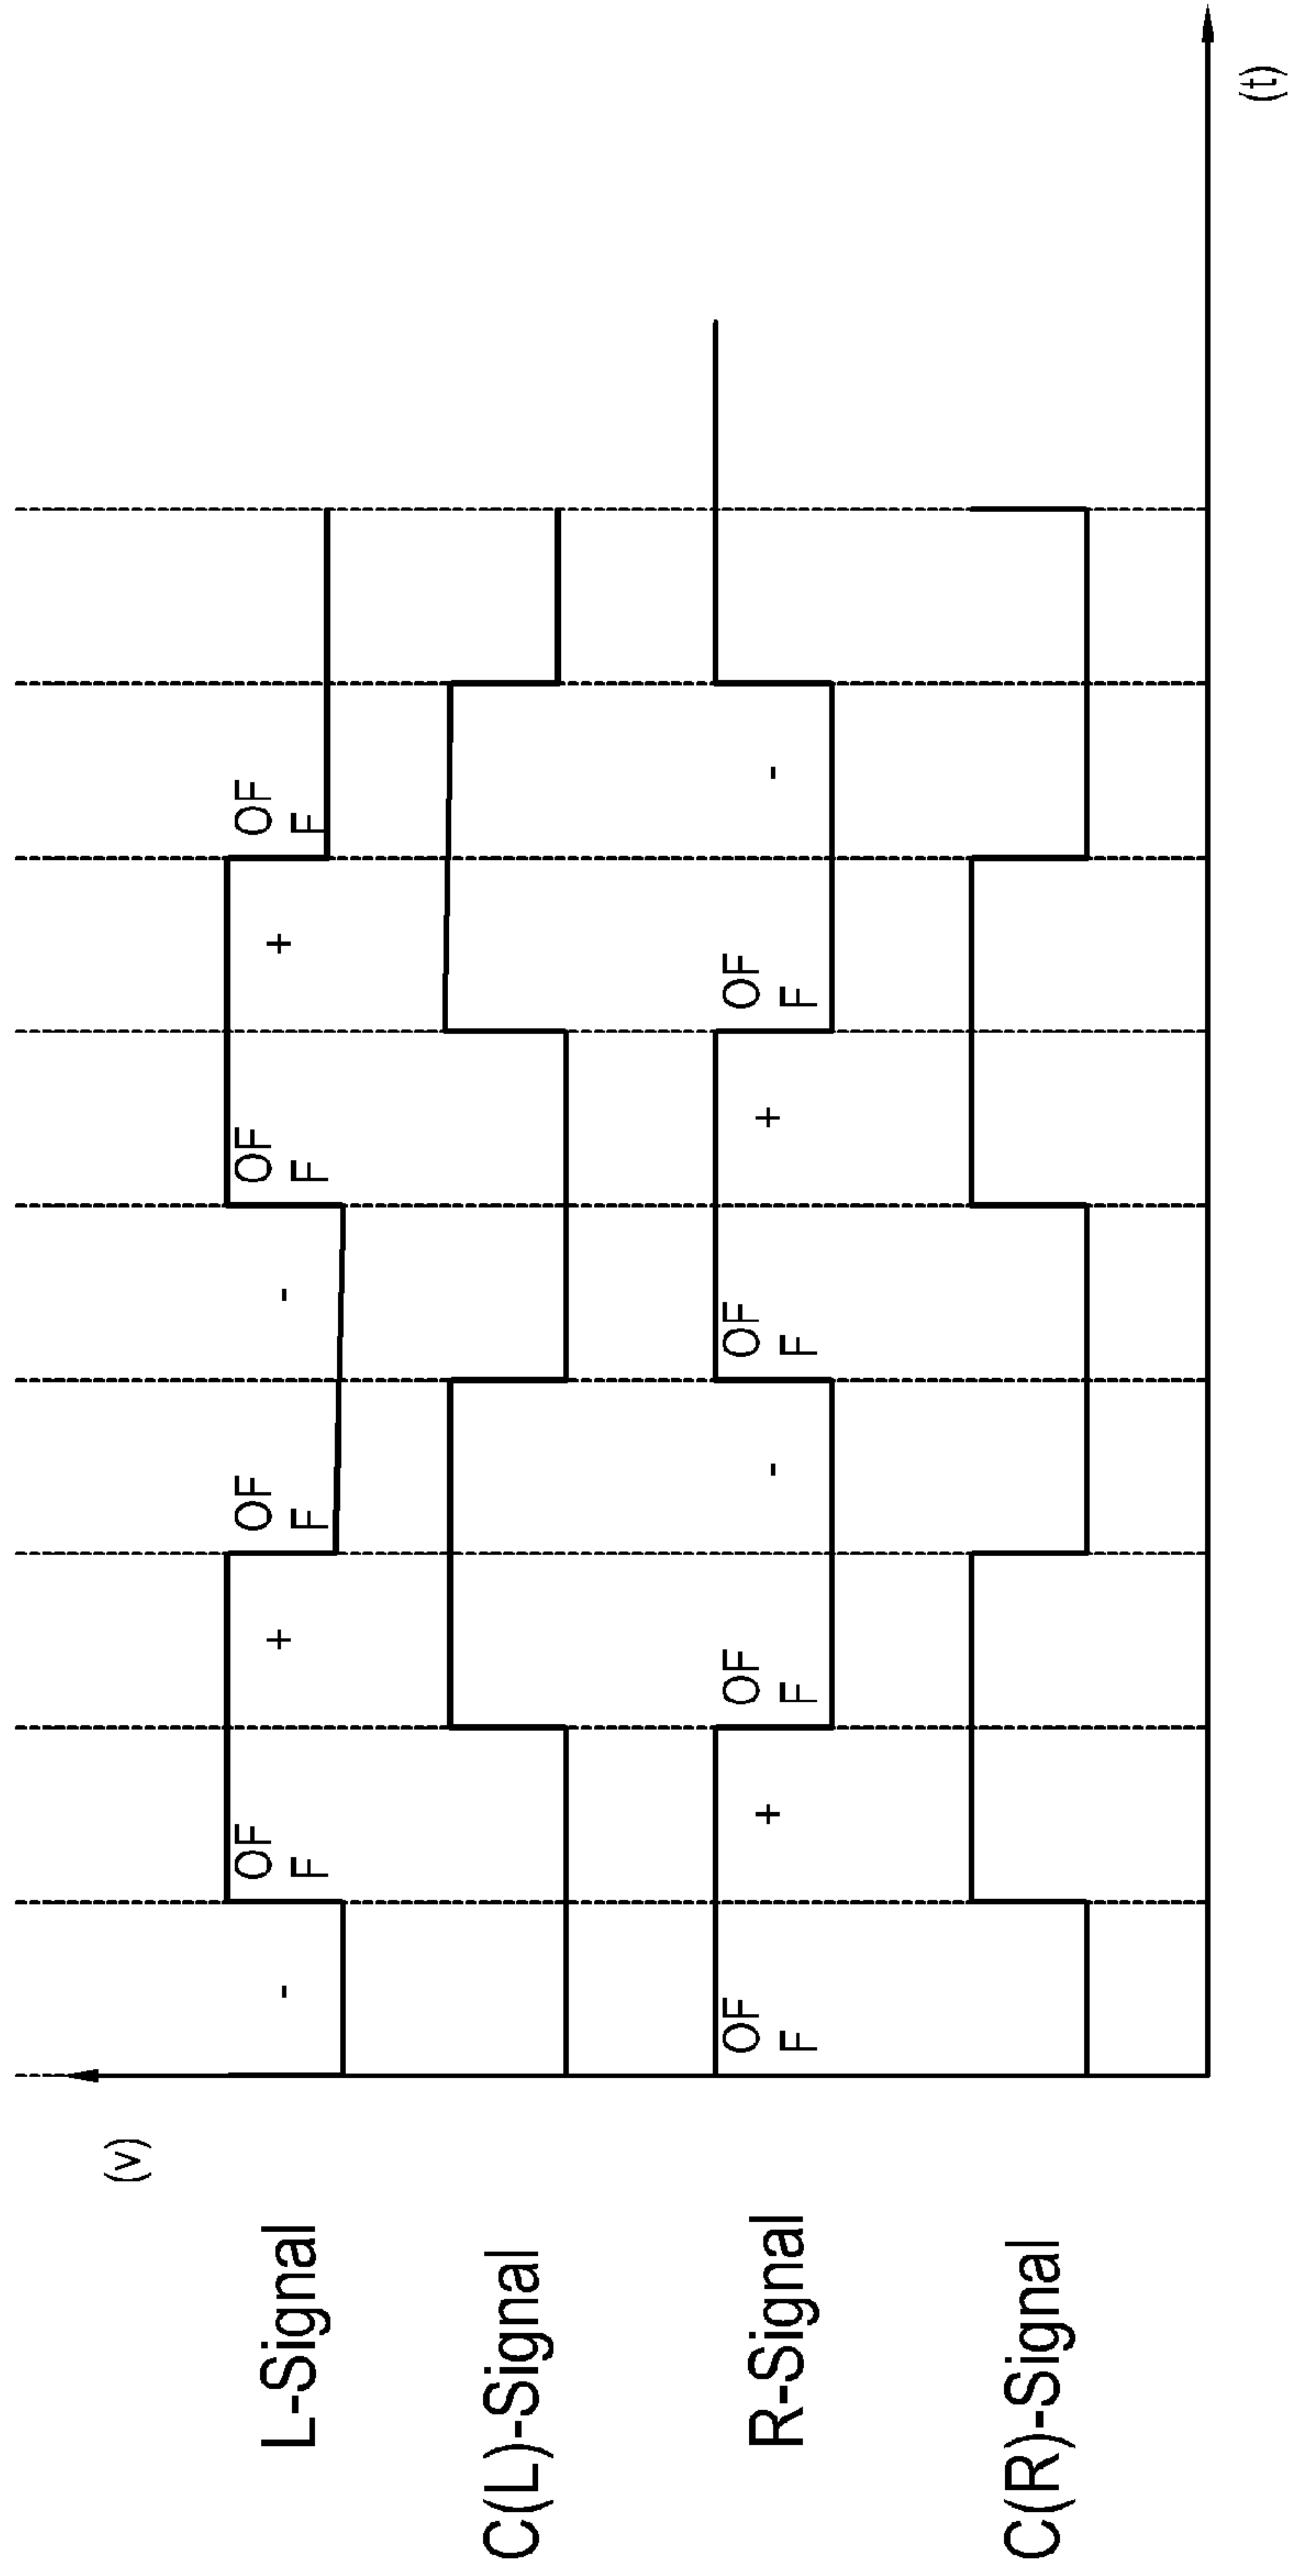 (v)
L-Signal
-
OF
F
+
OF
F
-
OF
F
+
OF
F
C(L)-Signal
R-Signal
OF
F
+
OF
F
-
OF
F
+
OF
F
-
C(R)-Signal
(t)